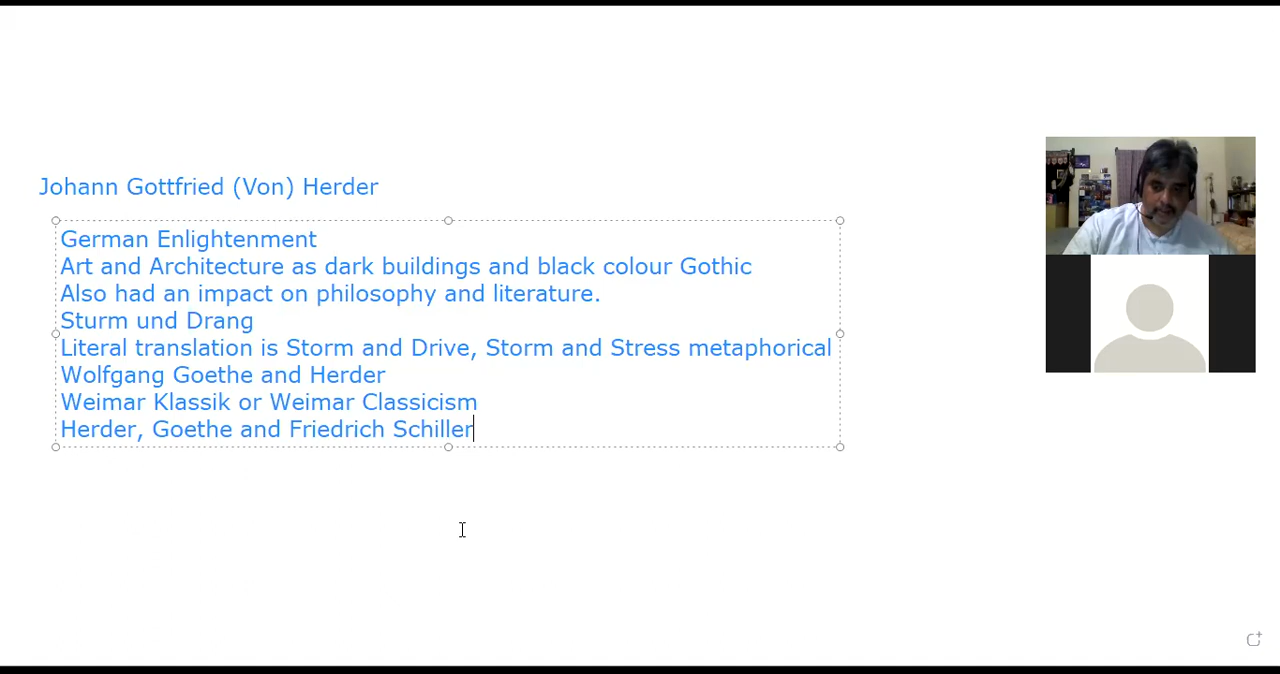 Johann Gottfried (Von) Herder
German Enlightenment
Art and Architecture as dark buildings and black colour Gothic
Also had an impact on philosophy and literature.
Sturm und Drang
Literal translation is Storm and Drive, Storm and Stress metaphorical
Wolfgang Goethe and Herder
Weimar Klassik or Weimar Classicism
Herder, Goethe and Friedrich Schiller